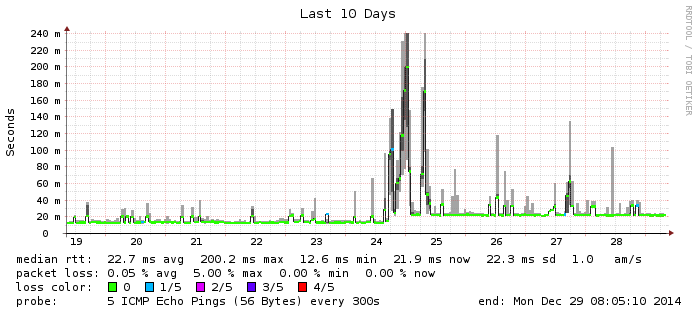 Last 10 Days
RRDTOOL / TOBI OETIKER
Seconds
240 m
220 m
200 m
180 m
160 m
140 m
120 m
100 m
80 m
60 m
40 m
20 m
0
19 20 21 22 23 24 25 26 27 28
median rtt: 22.7 ms avg 200.2 ms max 12.6 ms min 21.9 ms now 22.3 ms sd 1.0 am/s
packet loss: 0.05 % avg 5.00 % max 0.00 % min 0.00 % now
loss color: 0 1/5 2/5 3/5 4/5
probe: 5 ICMP Echo Pings (56 Bytes) every 300s end: Mon Dec 29 08:05:10 2014